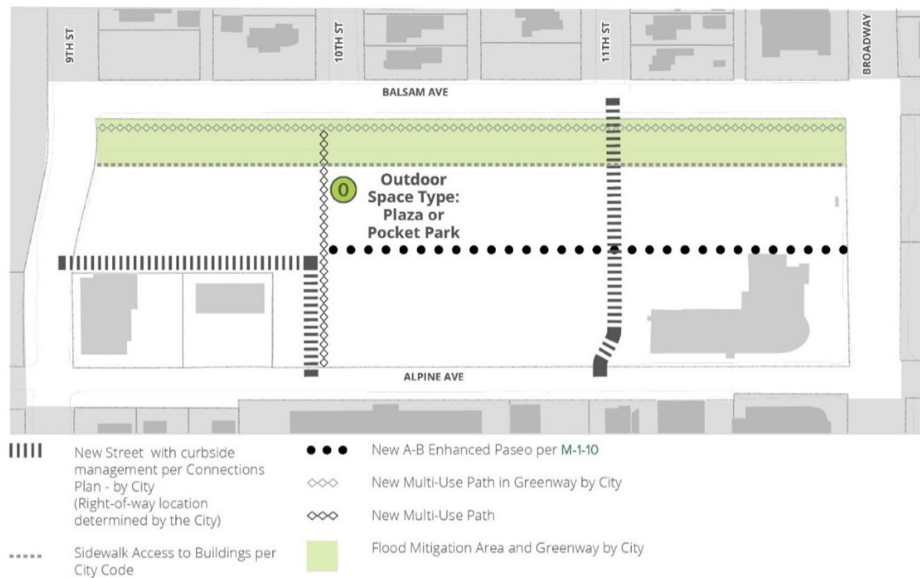 9TH ST
10TH ST
11TH ST
BROADWAY
BALSAM AVE
O
Outdoor
Space Type:
Plaza or
Pocket Park
ALPINE AVE
New Street with curbside
management per Connections
Plan - by City
(Right-of-way location
determined by the City)
Sidewalk Access to Buildings per
City Code
New A-B Enhanced Paseo per M-1-10
New Multi-Use Path in Greenway by City
New Multi-Use Path
Flood Mitigation Area and Greenway by City